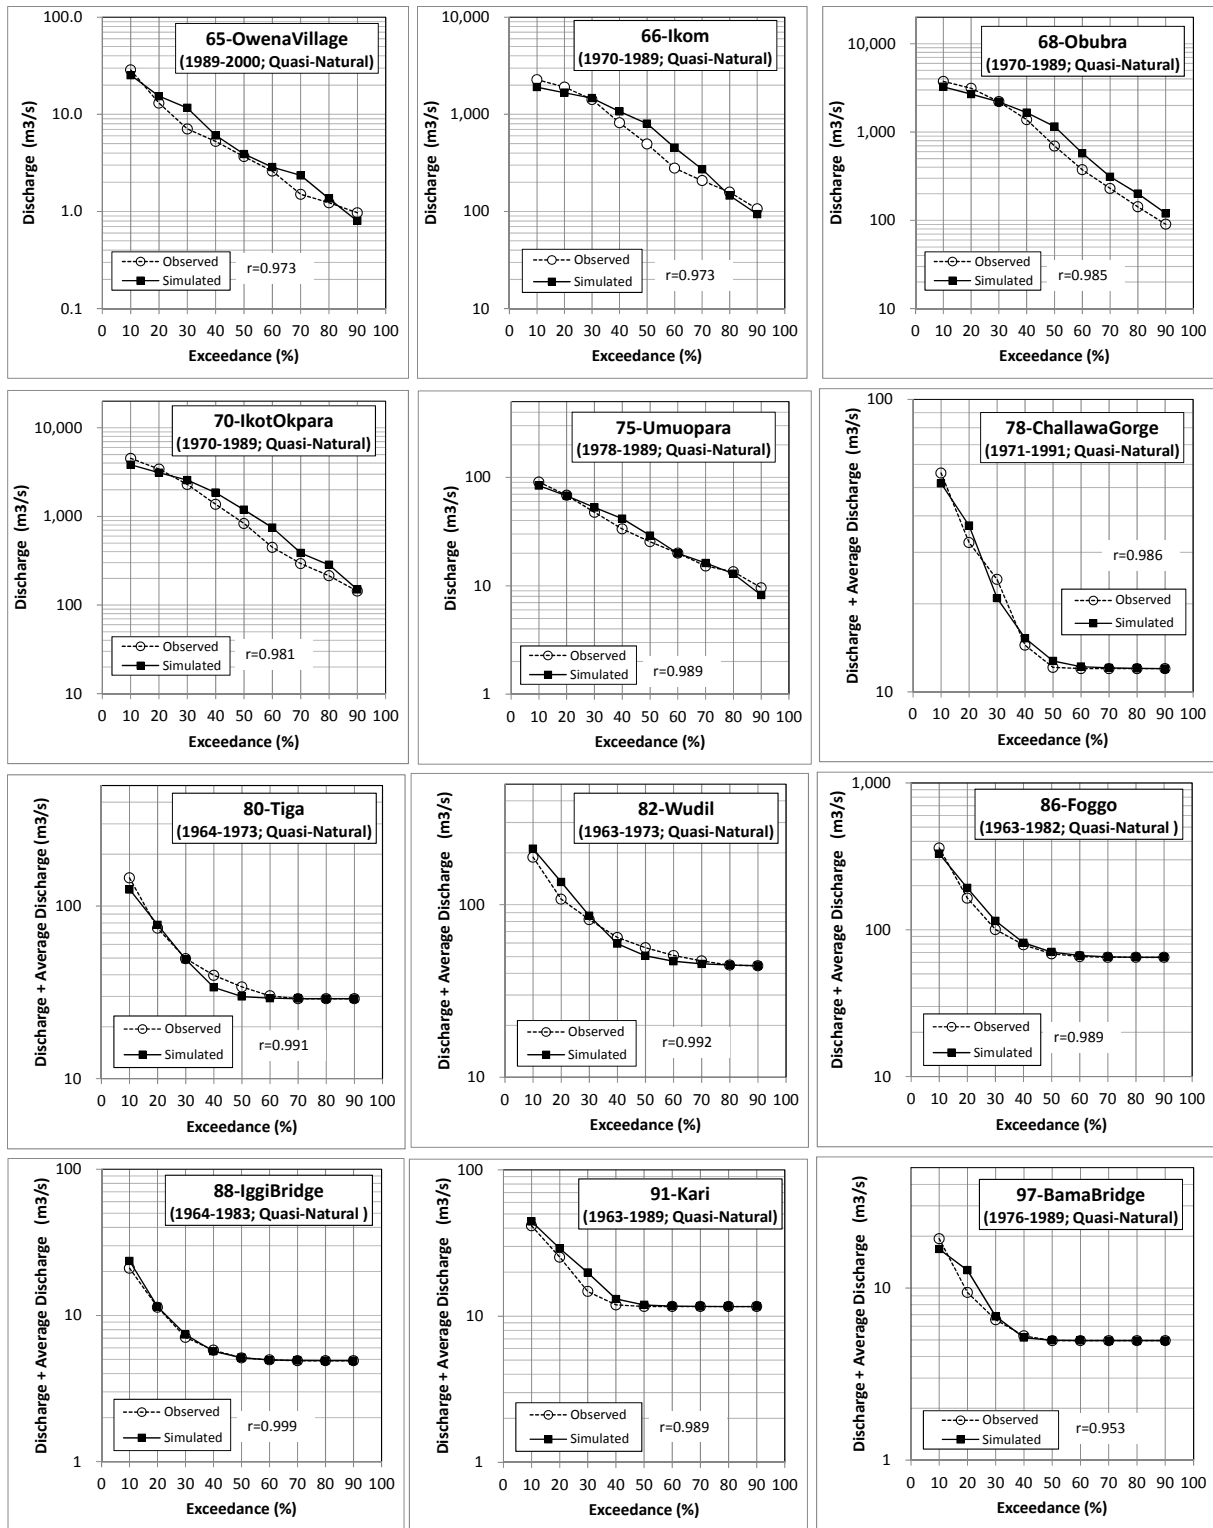 65-OwenaVillage
(1989-2000; Quasi-Natural)
Discharge (m3/s)
100.0
10.0
1.0
0.1
Observed
Simulated
r=0.973
0 10 20 30 40 50 60 70 80 90 100
Exceedance (%)
66-Ikom
(1970-1989; Quasi-Natural)
Discharge (m3/s)
10,000
1,000
100
10
Observed
Simulated
r=0.973
0 10 20 30 40 50 60 70 80 90 100
Exceedance (%)
68-Obubra
(1970-1989; Quasi-Natural)
Discharge (m3/s)
10,000
1,000
100
10
Observed
Simulated
r=0.985
0 10 20 30 40 50 60 70 80 90 100
Exceedance (%)
70-IkotOkpara
(1970-1989; Quasi-Natural)
Discharge (m3/s)
10,000
1,000
100
10
Observed
Simulated
r=0.981
0 10 20 30 40 50 60 70 80 90 100
Exceedance (%)
75-Umuopara
(1978-1989; Quasi-Natural)
Discharge (m3/s)
100
10
1
Observed
Simulated
r=0.989
0 10 20 30 40 50 60 70 80 90 100
Exceedance (%)
78-ChallawaGorge
(1971-1991; Quasi-Natural)
Discharge + Average Discharge (m3/s)
100
10
r=0.986
Observed
Simulated
0 10 20 30 40 50 60 70 80 90 100
Exceedance (%)
80-Tiga
(1964-1973; Quasi-Natural)
Discharge + Average Discharge (m3/s)
100
10
Observed
Simulated
r=0.991
0 10 20 30 40 50 60 70 80 90 100
Exceedance (%)
82-Wudil
(1963-1973; Quasi-Natural)
Discharge + Average Discharge (m3/s)
100
10
Observed
Simulated
r=0.992
0 10 20 30 40 50 60 70 80 90 100
Exceedance (%)
86-Foggo
(1963-1982; Quasi-Natural )
Discharge + Average Discharge (m3/s)
1,000
100
10
Observed
Simulated
r=0.989
0 10 20 30 40 50 60 70 80 90 100
Exceedance (%)
88-IggiBridge
(1964-1983; Quasi-Natural )
Discharge + Average Discharge (m3/s)
100
10
1
Observed
Simulated
r=0.999
0 10 20 30 40 50 60 70 80 90 100
Exceedance (%)
91-Kari
(1963-1989; Quasi-Natural)
Discharge + Average Discharge (m3/s)
100
10
1
Observed
Simulated
r=0.989
0 10 20 30 40 50 60 70 80 90 100
Exceedance (%)
97-BamaBridge
(1976-1989; Quasi-Natural)
Discharge + Average Discharge (m3/s)
10
1
Observed
Simulated
r=0.953
0 10 20 30 40 50 60 70 80 90 100
Exceedance (%)